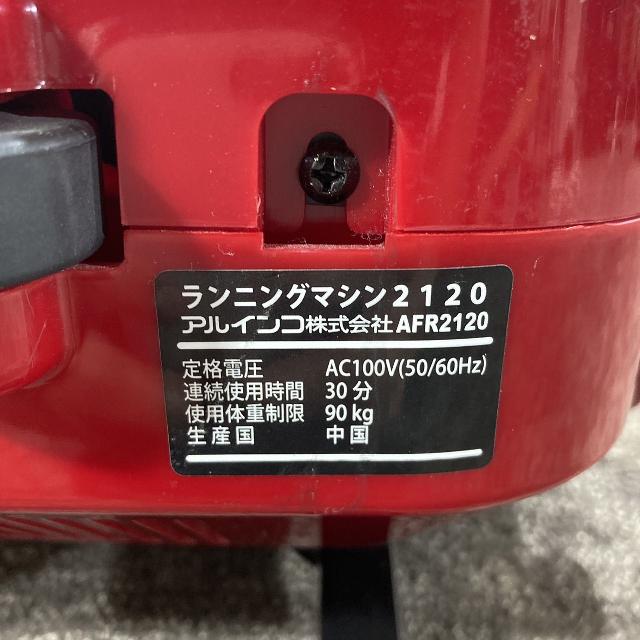 ランニングマシン2120
アルインコ株式会社 AFR2120
定格電圧 AC100V(50/60Hz)
連続使用時間 30分
使用体重制限 90kg
生産国 中国